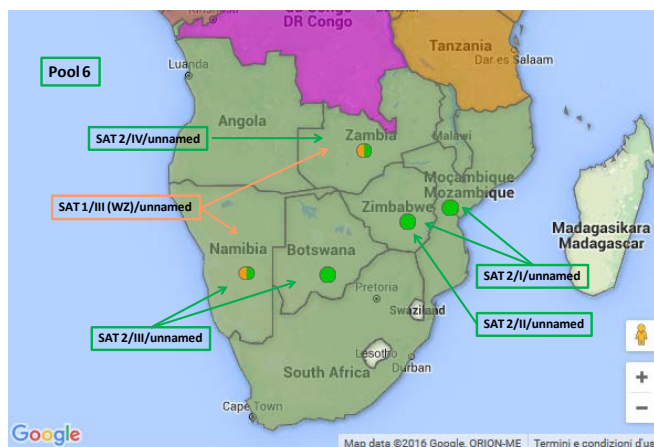 Kinshasa
DR Congo
DR Congo
Tanzania
Dar es Salaam
Pool 6
Luanda
Angola
SAT 2/IV/unnamed
Zambia
Malawi
Moçambique
Mozambique
SAT 1/III (WZ)/unnamed
Zimbabwe
Madagasikara
Madagascar
Namibia
Botswana
SAT 2/I/unnamed
Pretoria
Swaziland
SAT 2/II/unnamed
SAT 2/III/unnamed
Lesotho
Durban
South Africa
Cape Town
Google
Map data ©2016 Google, ORION-ME
Termini e condizioni d'us